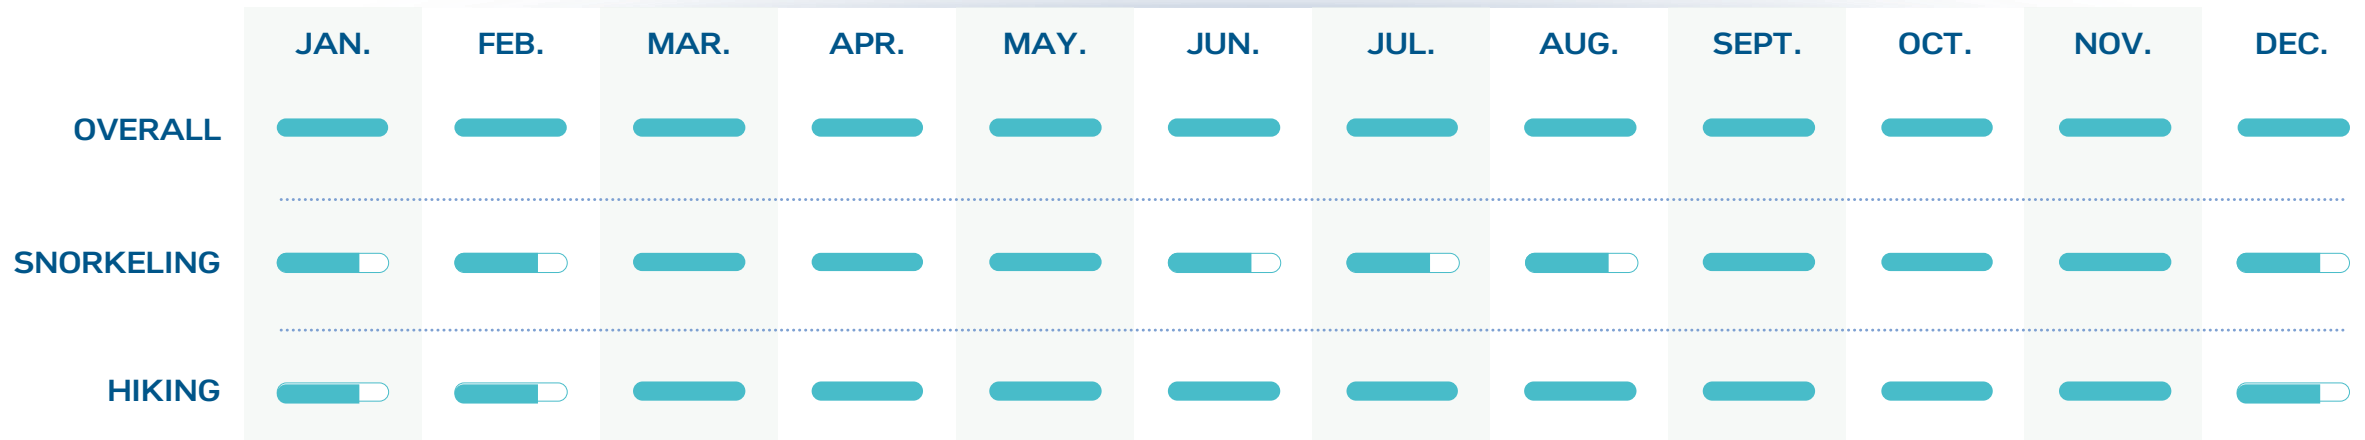 JAN. FEB. MAR. APR. MAY. JUN. JUL. AUG. SEPT. OCT. NOV. DEC.
OVERALL
SNORKELING
HIKING